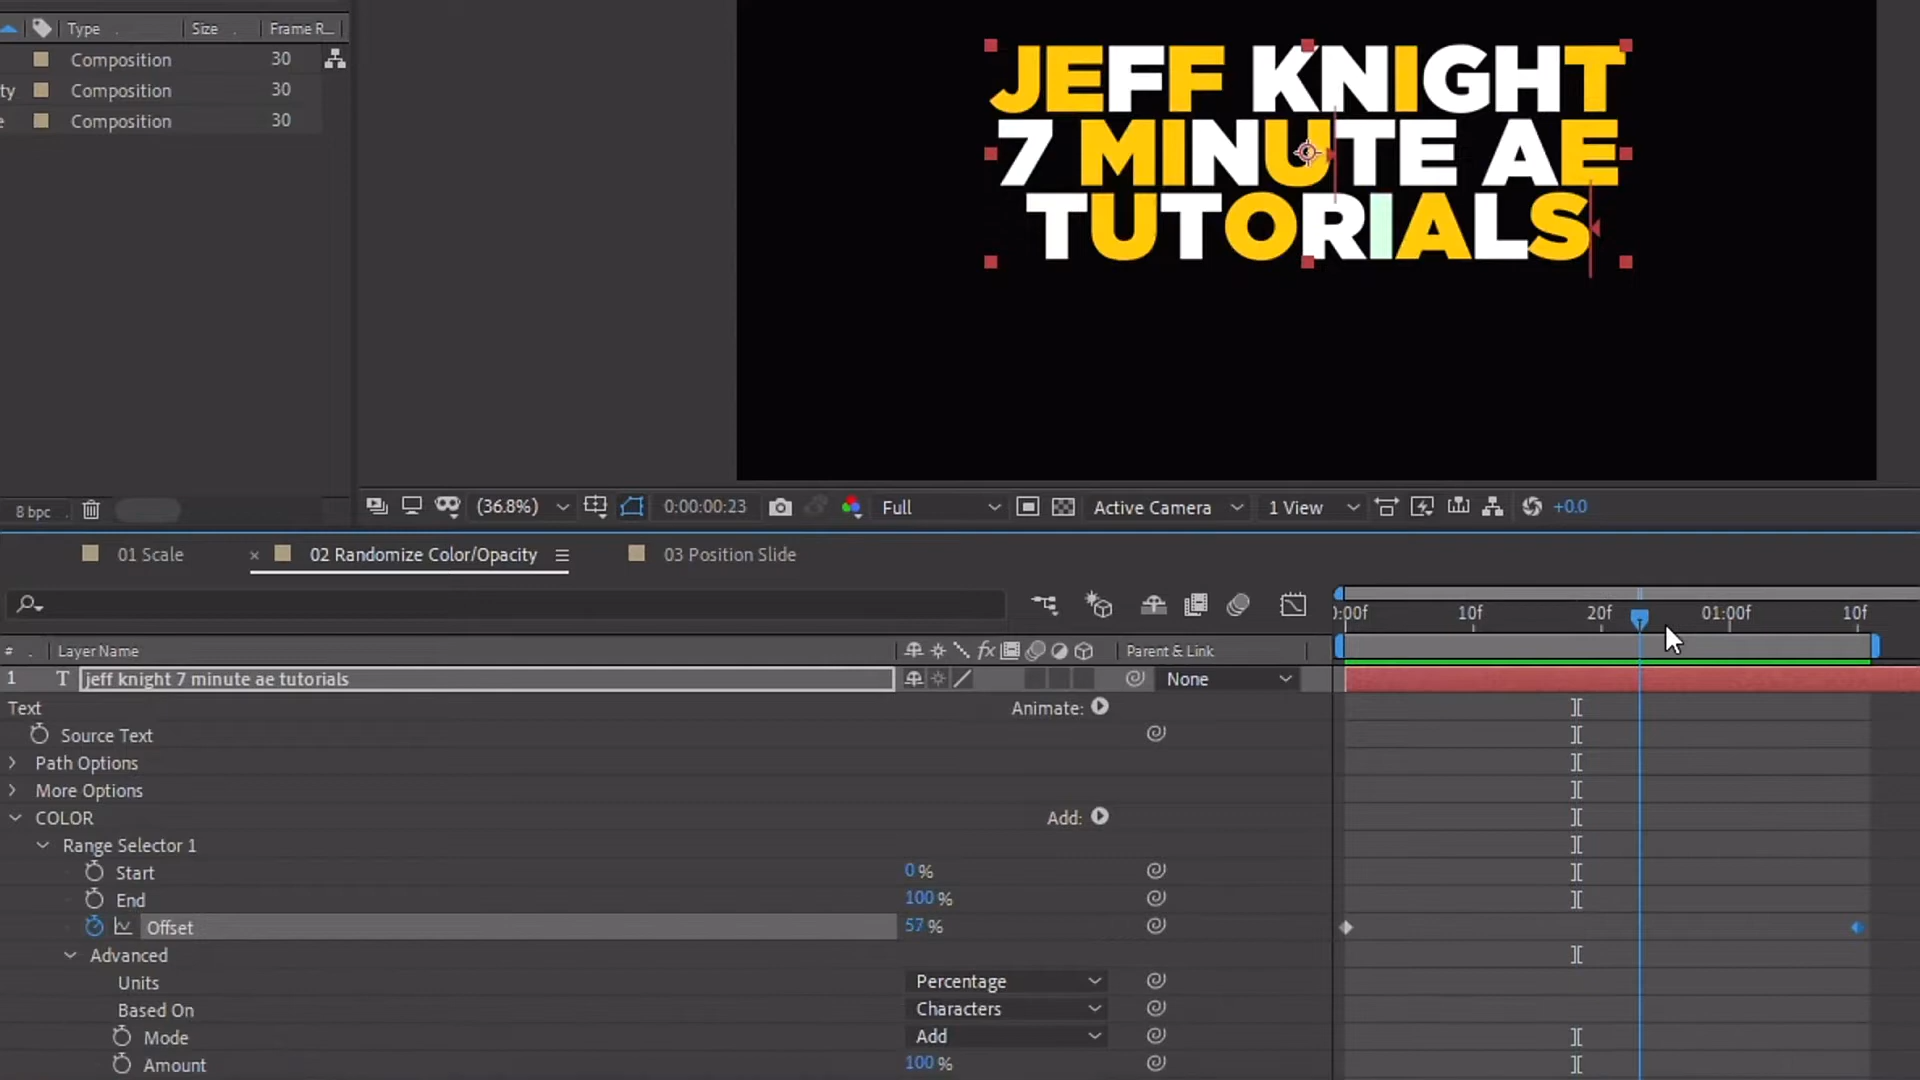 Type Size Frame R...
Composition 30
ty Composition 30
e Composition 30
JEFF KNIGHT
7 MINUTE AE
TUTORIALS
8 bpc
(36.8%) 0:00:00:23 Full Active Camera 1 View +0.0
01 Scale × 02 Randomize Color/Opacity 03 Position Slide
0:00f 10f 20f 01:00f 10f
# Layer Name fx Parent & Link
1 T jeff knight 7 minute ae tutorials None
Text Animate:
Source Text
Path Options
More Options
COLOR Add:
Range Selector 1
Start 0 %
End 100 %
Offset 57 %
Advanced
Units Percentage
Based On Characters
Mode Add
Amount 100 %